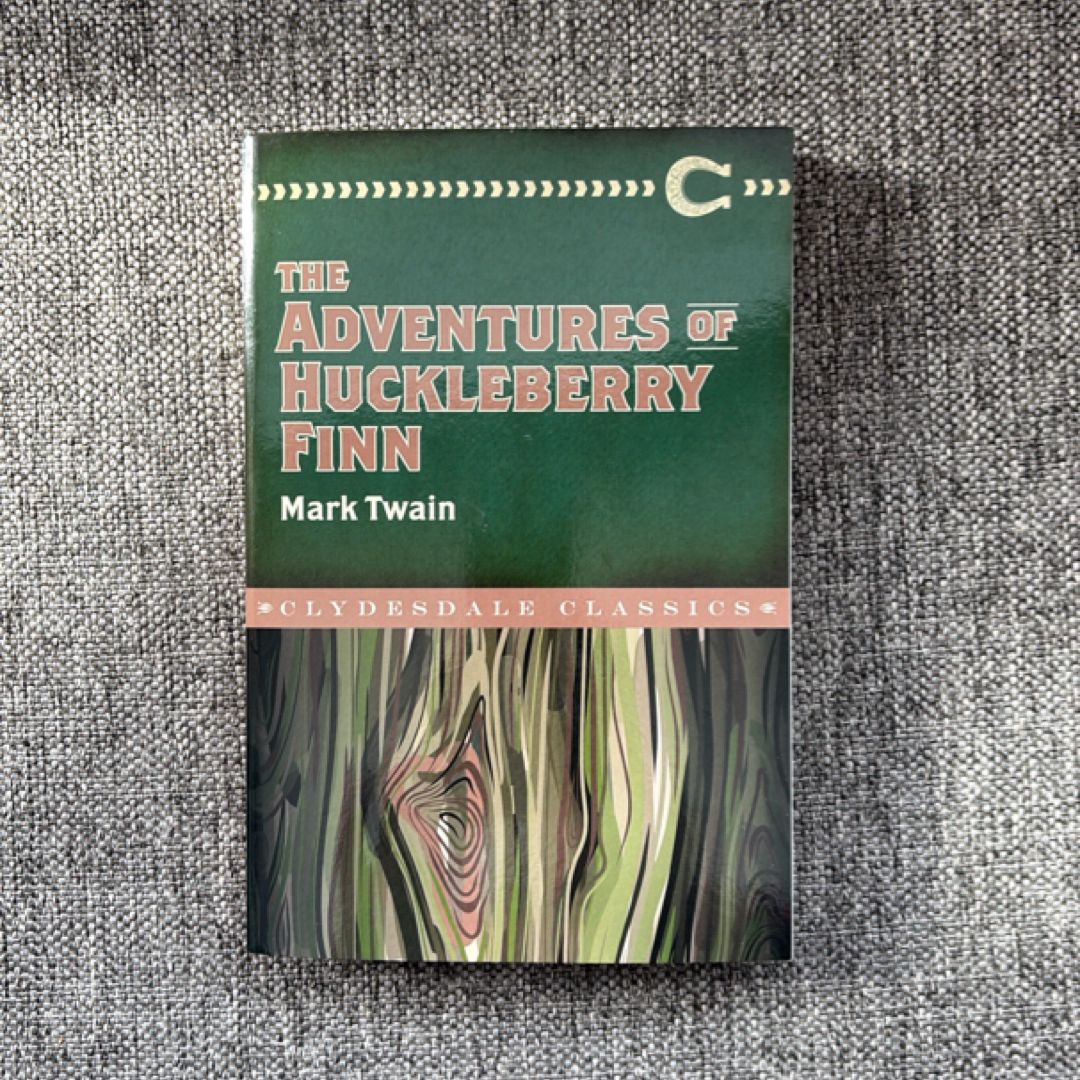 THE
ADVENTURES OF
HUCKLEBERRY
FINN
Mark Twain
CLYDESDALE CLASSICS